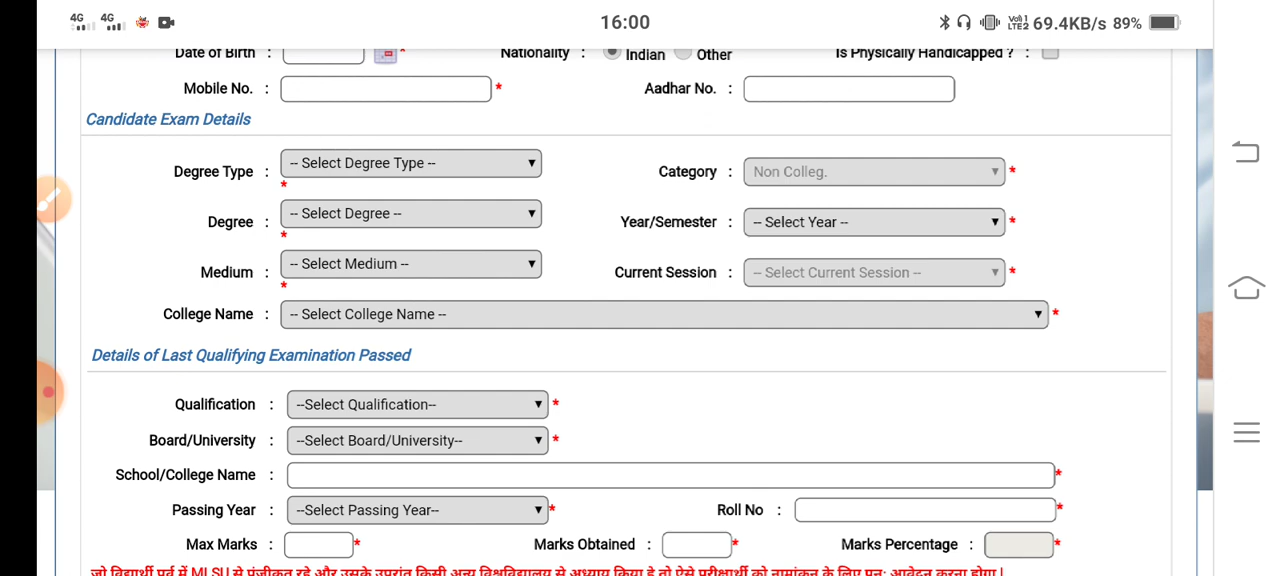 4G 4G 16:00 Vo1 LTE2 69.4KB/s 89%
Date of Birth : * Nationality : Indian Other Is Physically Handicapped ? :
Mobile No. : * Aadhar No. :
Candidate Exam Details
Degree Type : -- Select Degree Type -- * Category : Non Colleg. *
Degree : -- Select Degree -- * Year/Semester : -- Select Year -- *
Medium : -- Select Medium -- * Current Session : -- Select Current Session -- *
College Name : -- Select College Name -- *
Details of Last Qualifying Examination Passed
Qualification : --Select Qualification-- *
Board/University : --Select Board/University-- *
School/College Name : *
Passing Year : --Select Passing Year-- * Roll No : *
Max Marks : * Marks Obtained : * Marks Percentage : *
जो विद्यार्थी पूर्व में MLSU से पंजीकृत रहे और उसके उपरांत किसी अन्य विश्वविद्यालय से अध्याय किया है तो ऐसे परीक्षार्थी को नामांकन के लिए पुनः आवेदन करना होगा |